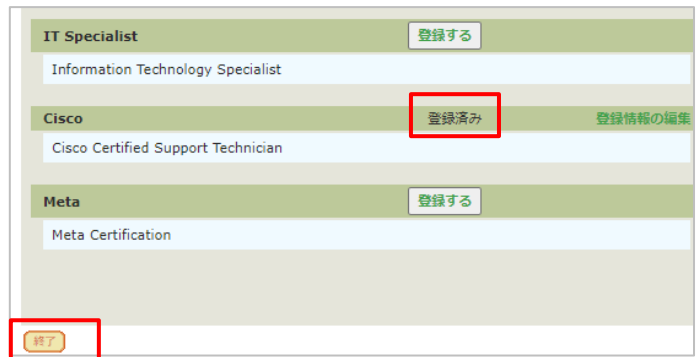 IT Specialist 登録する
Information Technology Specialist
Cisco 登録済み 登録情報の編集
Cisco Certified Support Technician
Meta 登録する
Meta Certification
終了